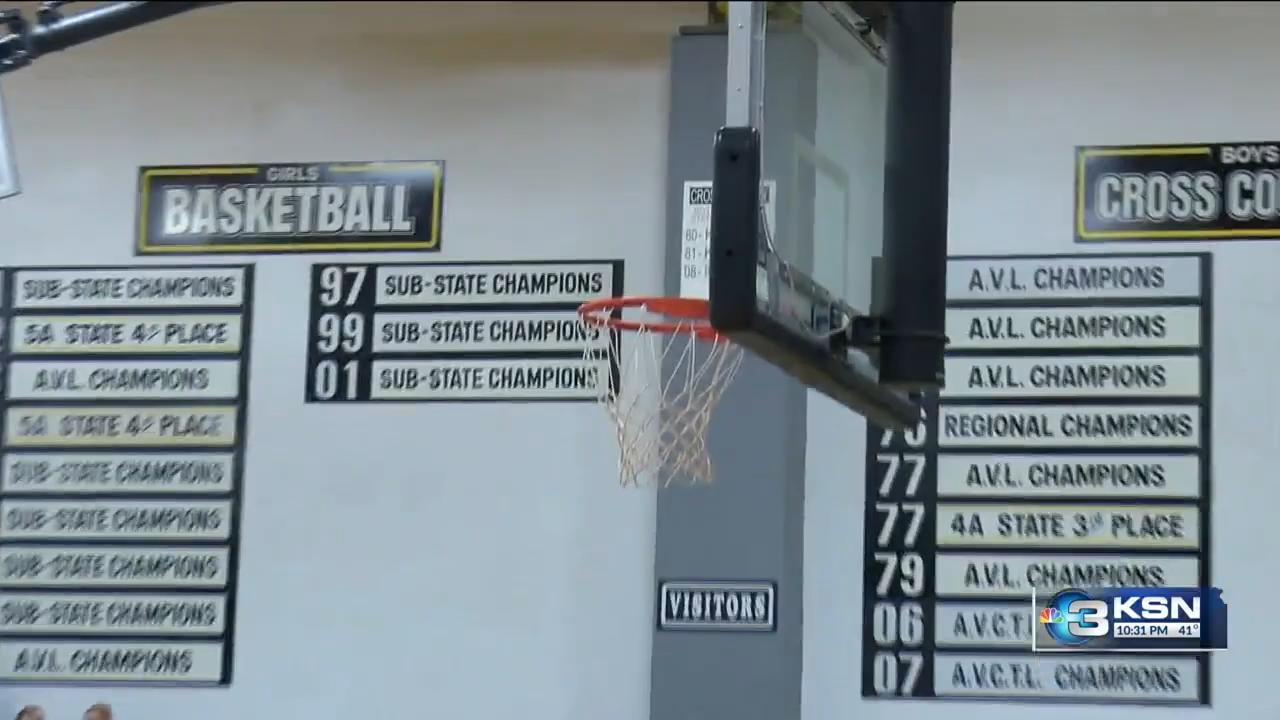 GIRLS
BASKETBALL
SUB-STATE CHAMPIONS
5A STATE 4th PLACE
A.V.L. CHAMPIONS
5A STATE 4th PLACE
SUB-STATE CHAMPIONS
SUB-STATE CHAMPIONS
SUB-STATE CHAMPIONS
SUB-STATE CHAMPIONS
A.V.L. CHAMPIONS
97 SUB-STATE CHAMPIONS
99 SUB-STATE CHAMPIONS
01 SUB-STATE CHAMPIONS
80-
81-
08-
VISITORS
BOYS
CROSS CO
A.V.L. CHAMPIONS
A.V.L. CHAMPIONS
A.V.L. CHAMPIONS
REGIONAL CHAMPIONS
77 A.V.L. CHAMPIONS
77 4A STATE 3rd PLACE
79 A.V.L. CHAMPIONS
06 A.V.C.T.
07 A.V.C.T.L. CHAMPIONS
3 KSN
10:31 PM 41°